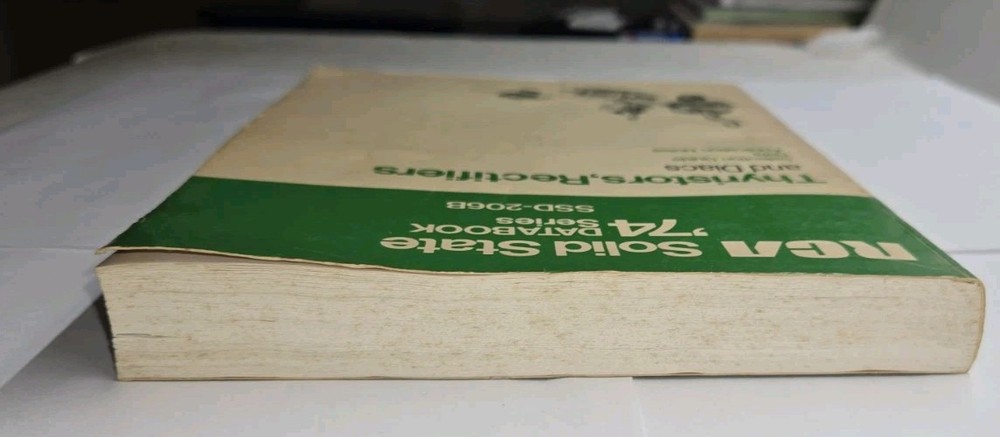 RCA Solid State
'74 DATABOOK
Series
SSD-206B
Thyristors, Rectifiers
and Diacs